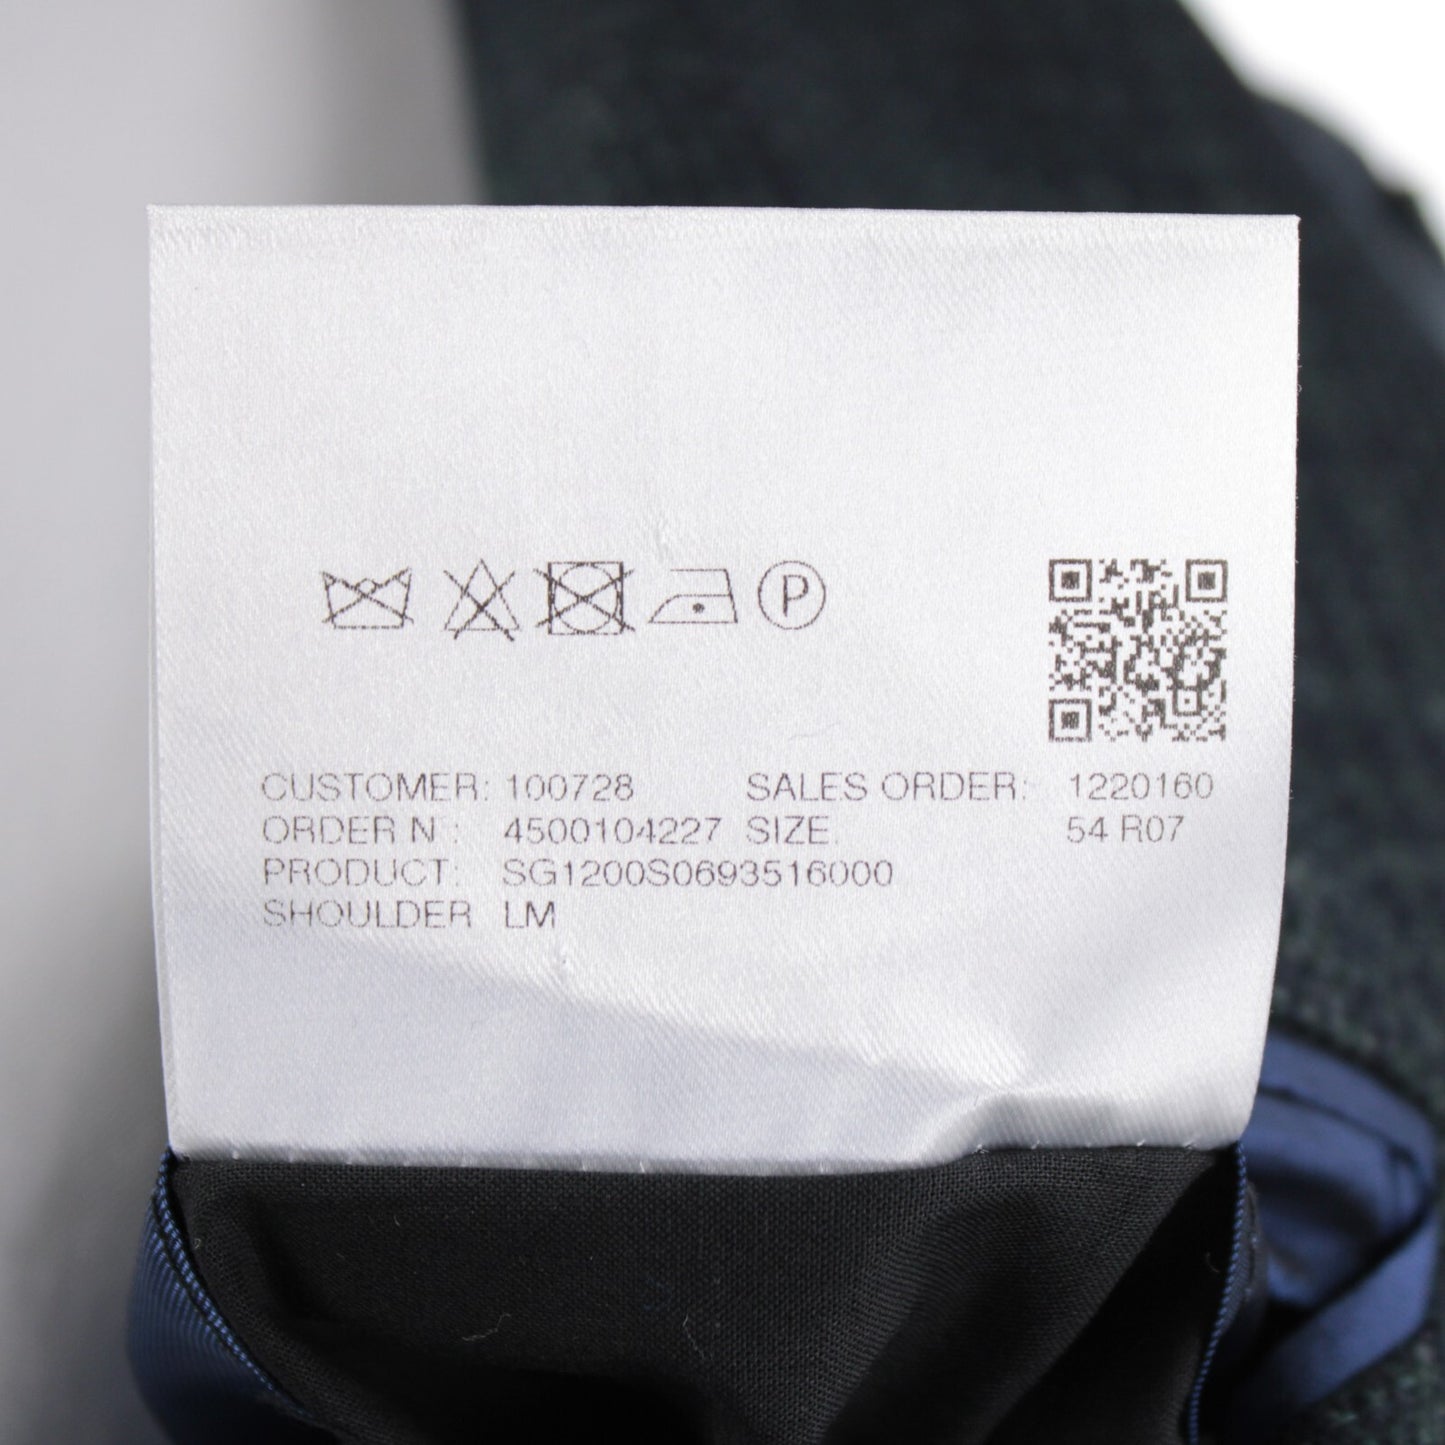 P
CUSTOMER: 100728 SALES ORDER: 1220160
ORDER N : 4500104227 SIZE. 54 R07
PRODUCT: SG1200S0693516000
SHOULDER LM